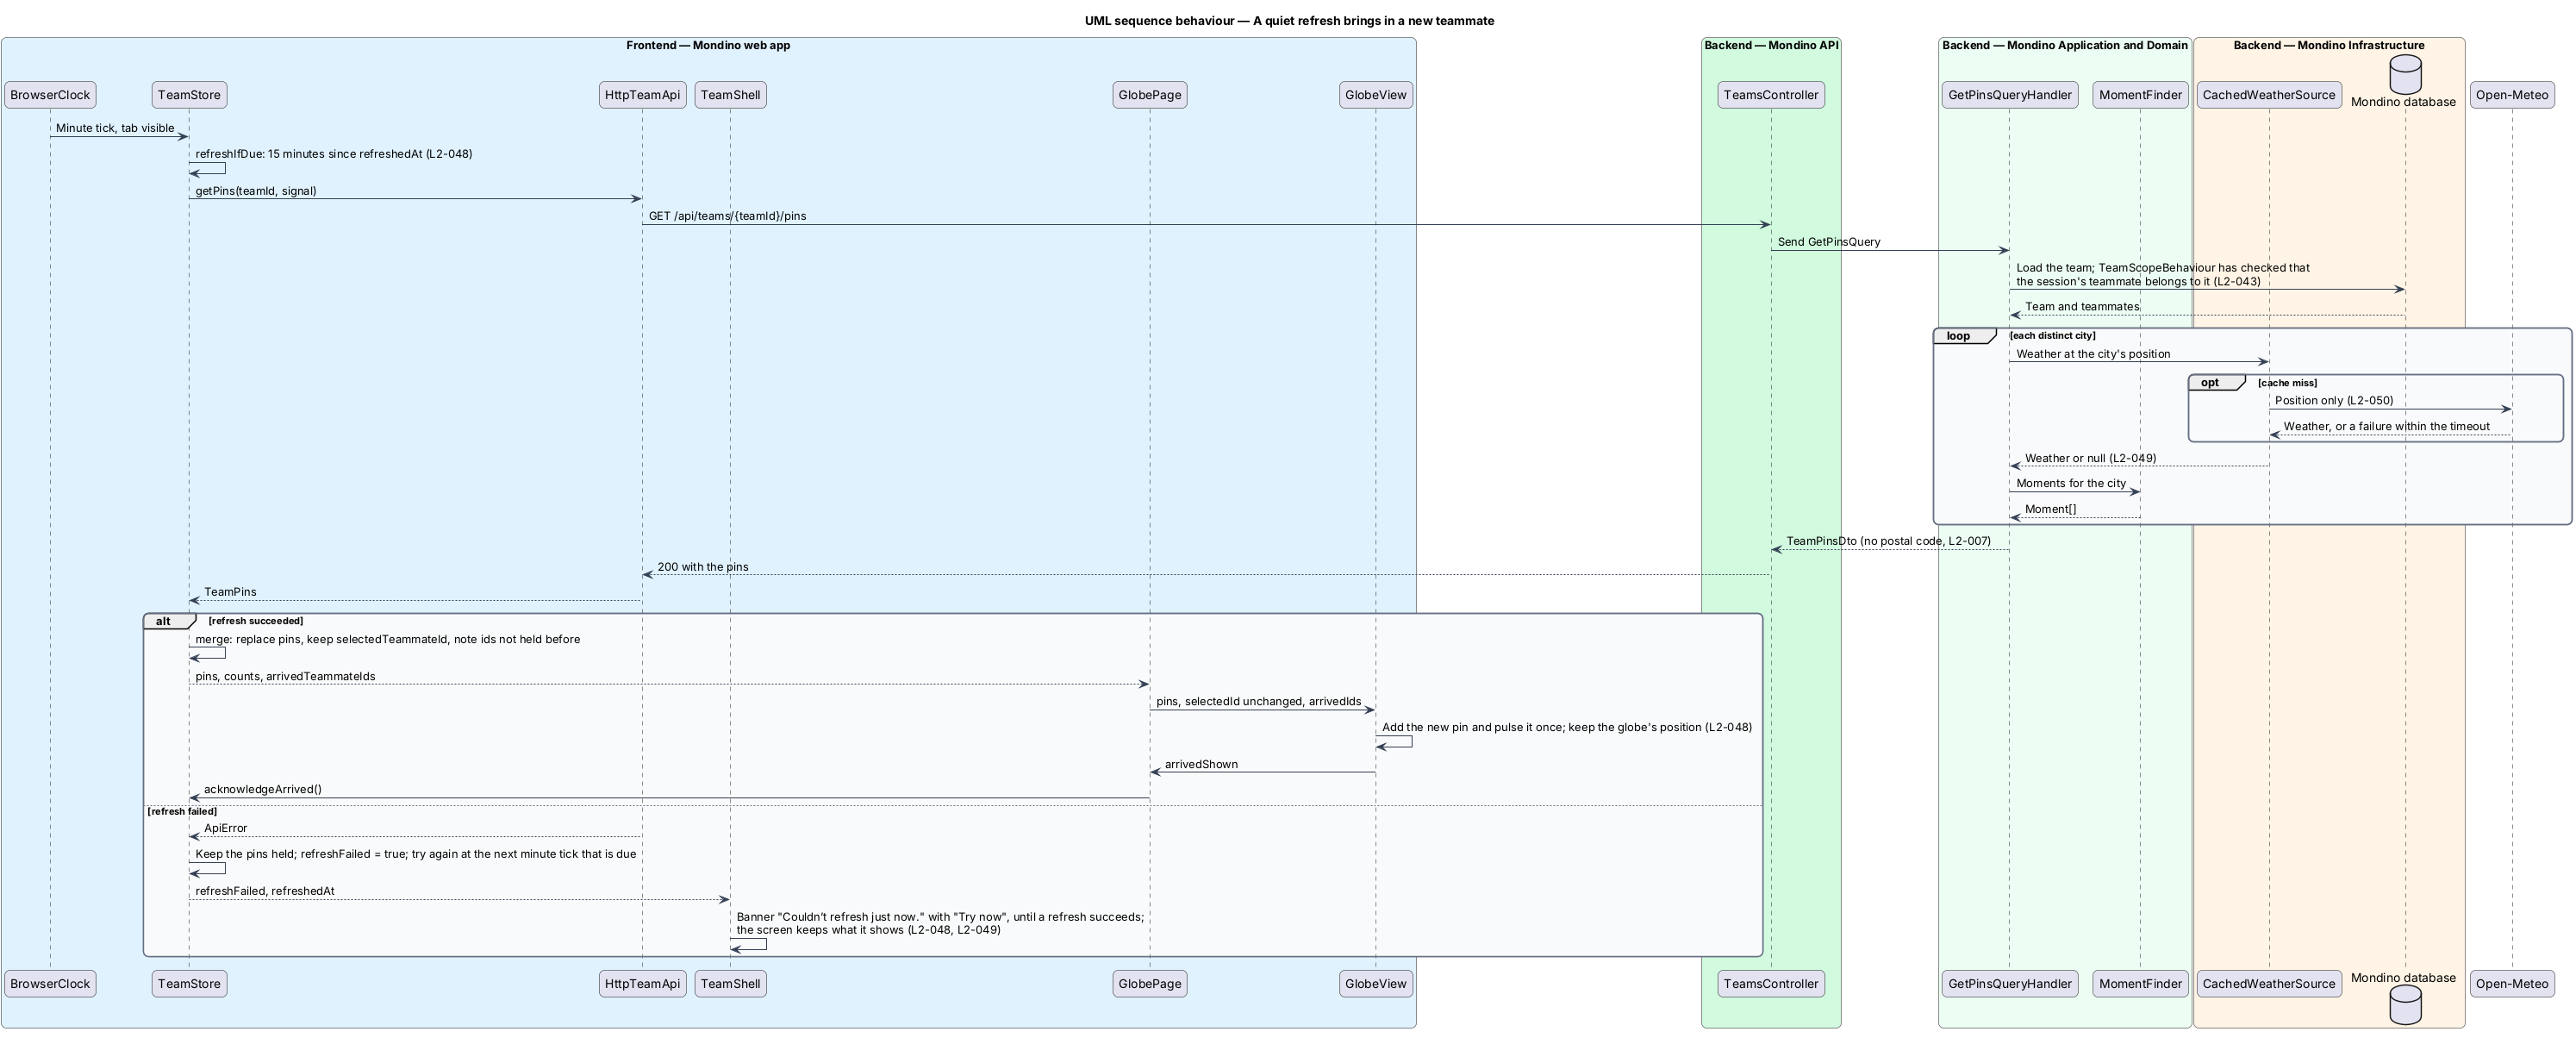 UML sequence behaviour — A quiet refresh brings in a new teammate
Frontend — Mondino web app
Backend — Mondino API
Backend — Mondino Application and Domain
Backend — Mondino Infrastructure
BrowserClock
TeamStore
HttpTeamApi
TeamShell
GlobePage
GlobeView
TeamsController
GetPinsQueryHandler
MomentFinder
CachedWeatherSource
Mondino database
Open-Meteo
Minute tick, tab visible
refreshIfDue: 15 minutes since refreshedAt (L2-048)
getPins(teamId, signal)
GET /api/teams/{teamId}/pins
Send GetPinsQuery
Load the team; TeamScopeBehaviour has checked that
the session's teammate belongs to it (L2-043)
Team and teammates
loop
[each distinct city]
Weather at the city's position
opt
[cache miss]
Position only (L2-050)
Weather, or a failure within the timeout
Weather or null (L2-049)
Moments for the city
Moment[]
TeamPinsDto (no postal code, L2-007)
200 with the pins
TeamPins
alt
[refresh succeeded]
merge: replace pins, keep selectedTeammateId, note ids not held before
pins, counts, arrivedTeammateIds
pins, selectedId unchanged, arrivedIds
Add the new pin and pulse it once; keep the globe's position (L2-048)
arrivedShown
acknowledgeArrived()
[refresh failed]
ApiError
Keep the pins held; refreshFailed = true; try again at the next minute tick that is due
refreshFailed, refreshedAt
Banner "Couldn't refresh just now." with "Try now", until a refresh succeeds;
the screen keeps what it shows (L2-048, L2-049)
BrowserClock
TeamStore
HttpTeamApi
TeamShell
GlobePage
GlobeView
TeamsController
GetPinsQueryHandler
MomentFinder
CachedWeatherSource
Mondino database
Open-Meteo